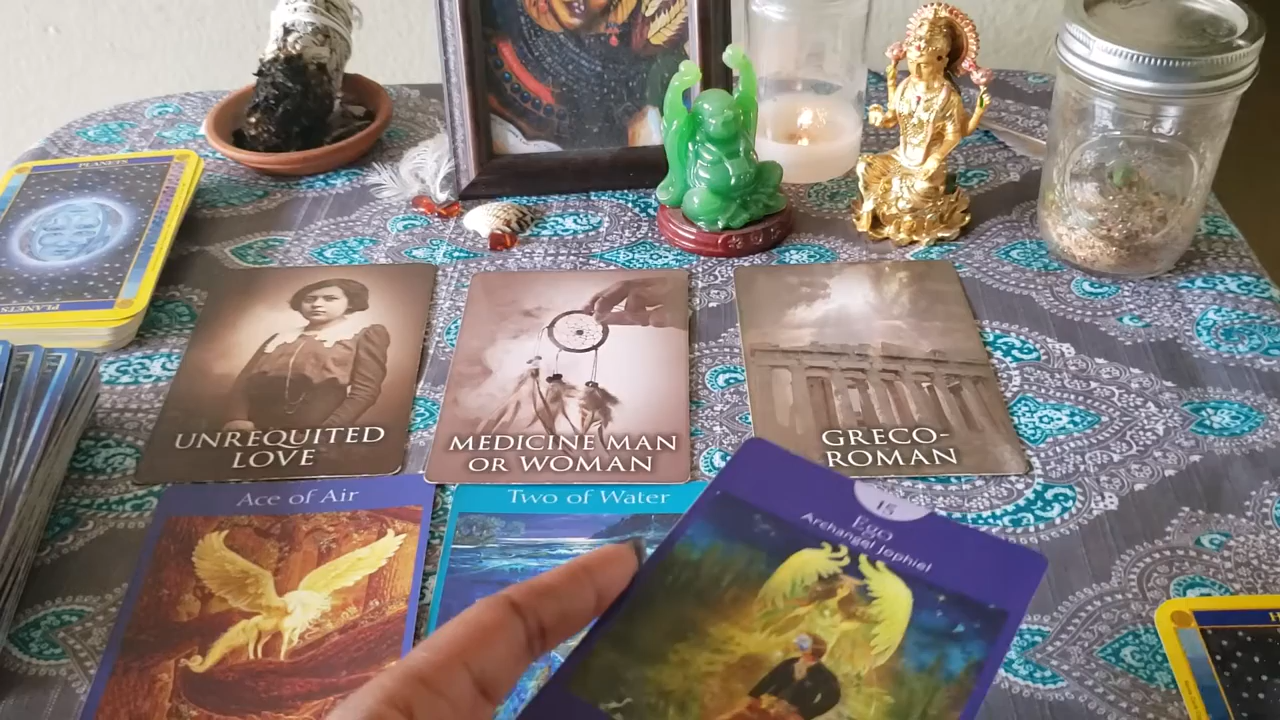 PLANETS
PLANETS
UNREQUITED
LOVE
MEDICINE MAN
OR WOMAN
GRECO-
ROMAN
Ace of Air
Two of Water
15
Ego
Archangel Jophiel
H